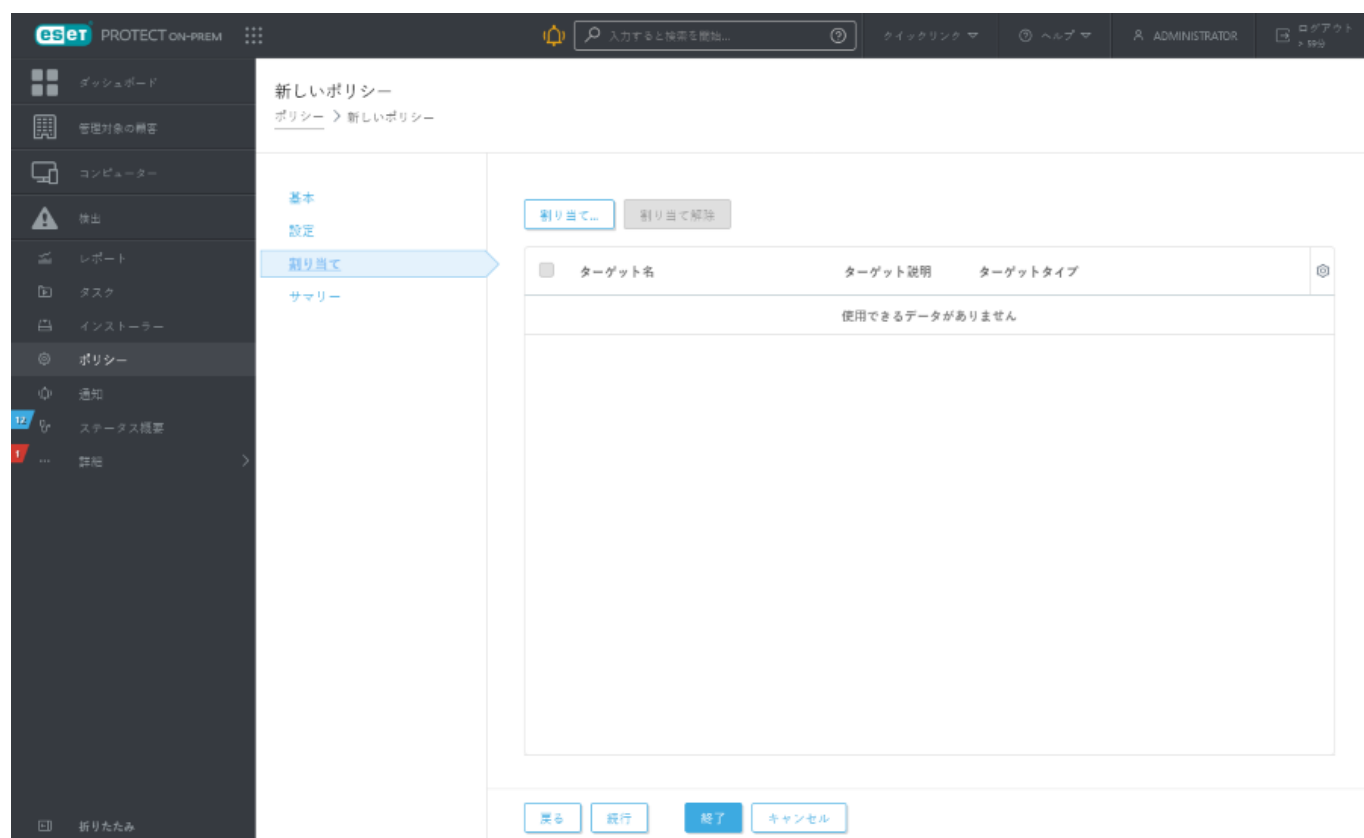 eset PROTECT ON-PREM
入力すると検索を開始...
クイックリンク
ヘルプ
ADMINISTRATOR
ログアウト
> 59分
ダッシュボード
管理対象の顧客
コンピューター
検出
レポート
タスク
インストーラー
ポリシー
通知
12 ステータス概要
1 詳細
折りたたみ
新しいポリシー
ポリシー > 新しいポリシー
基本
設定
割り当て
サマリー
割り当て... 割り当て解除
ターゲット名 ターゲット説明 ターゲットタイプ
使用できるデータがありません
戻る 続行 終了 キャンセル